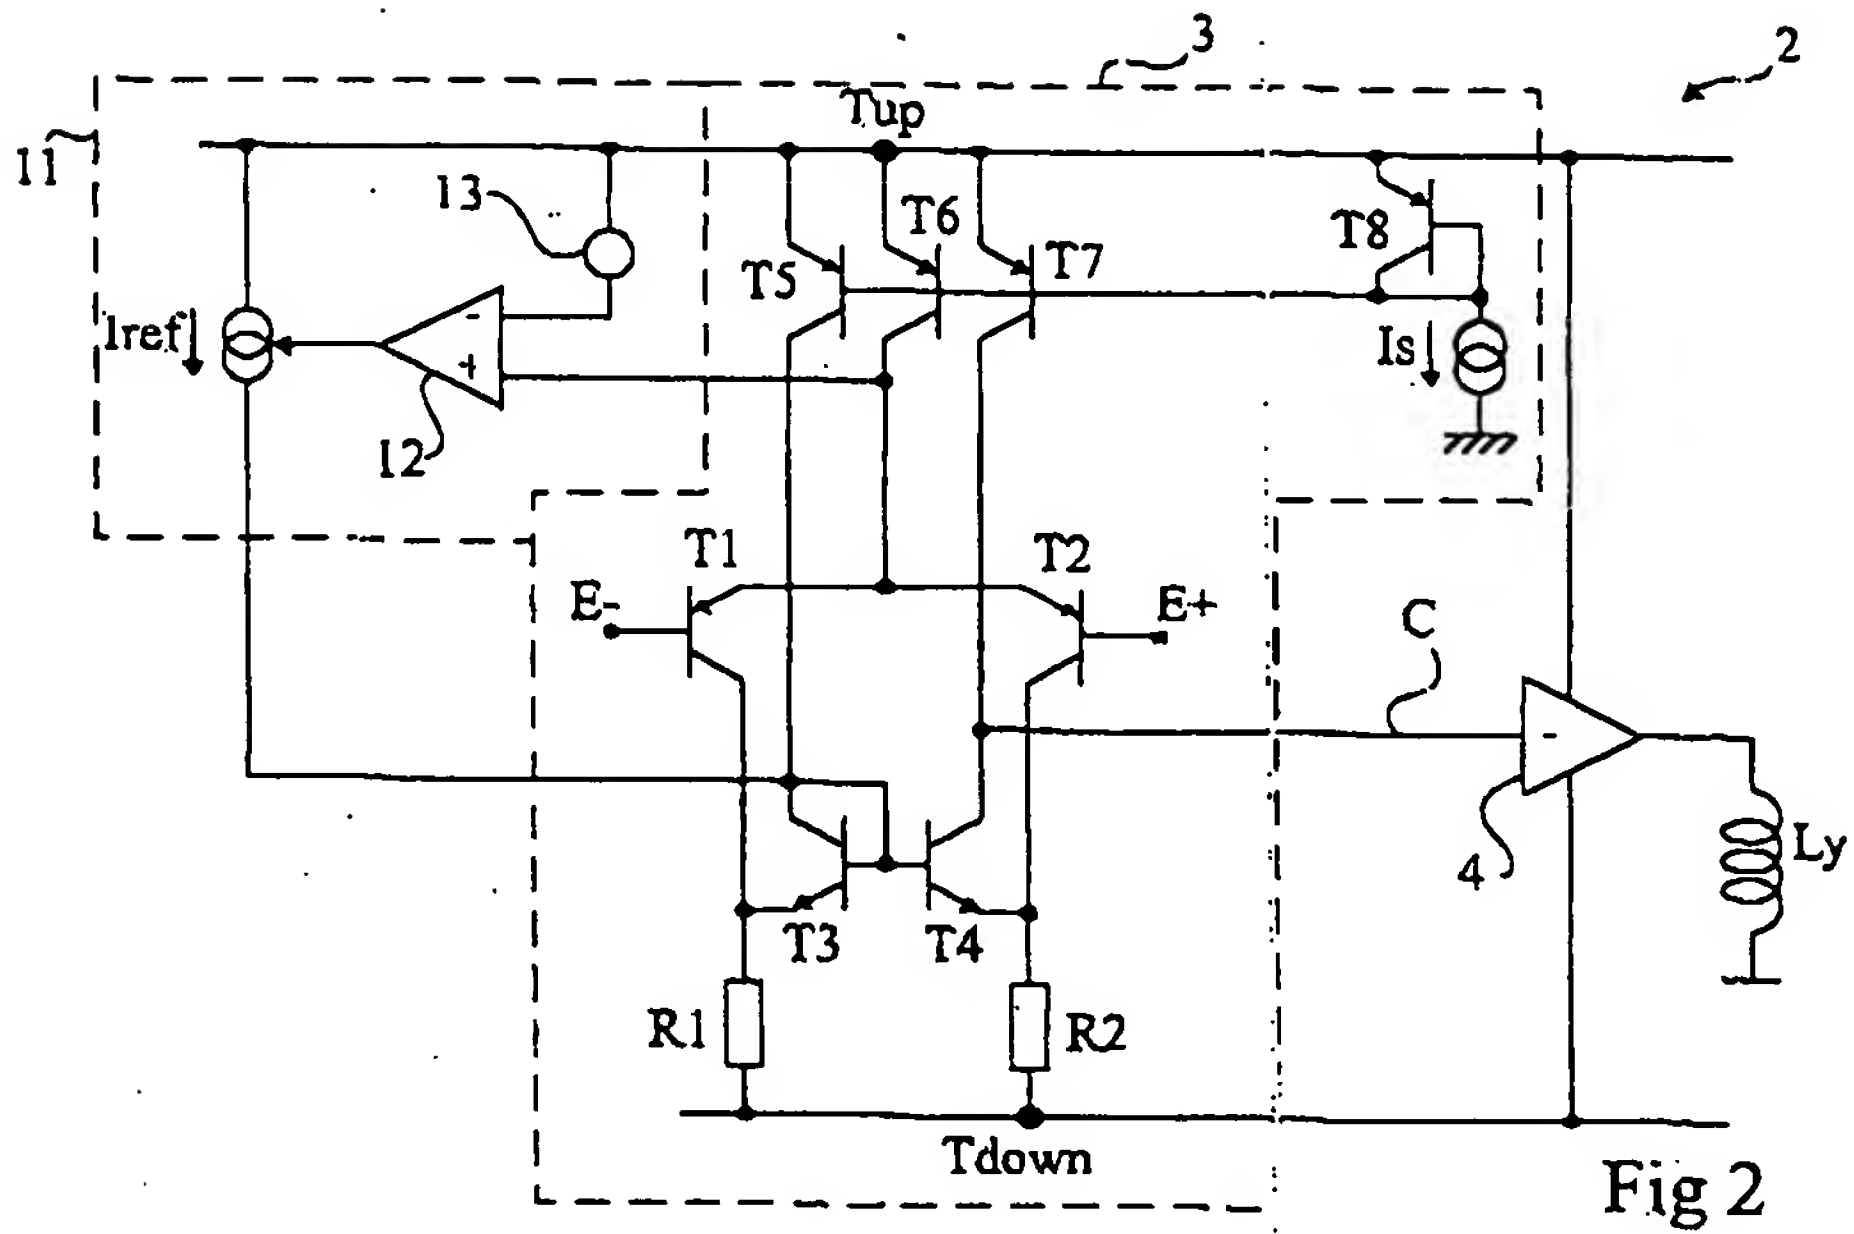 3
2
Tup
11
13
T6
T8
T5
T7
Iref
-
+
Is
12
T1
T2
E-
E+
C
-
4
Ly
T3
T4
R1
R2
Tdown
Fig 2